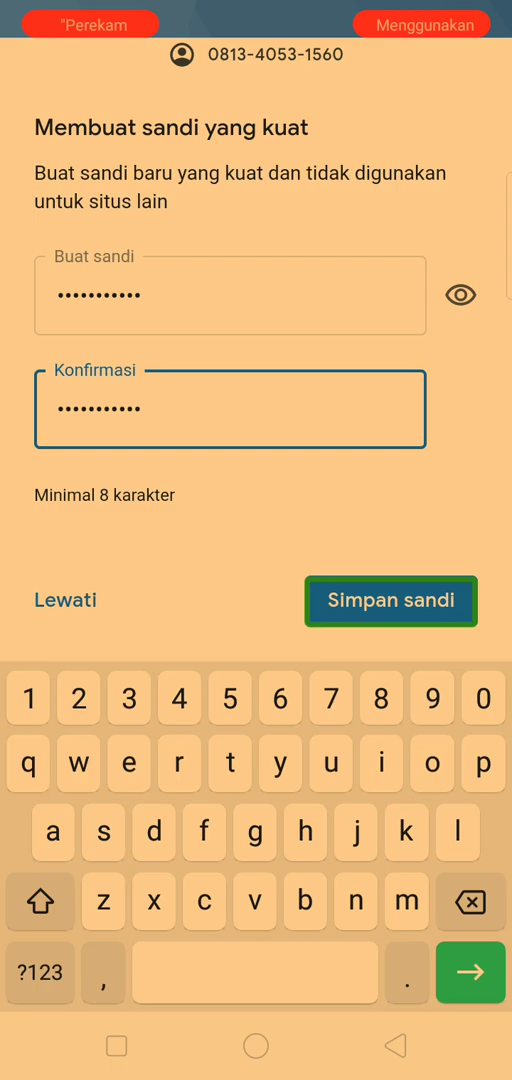 "Perekam Menggunakan
0813-4053-1560
Membuat sandi yang kuat
Buat sandi baru yang kuat dan tidak digunakan
untuk situs lain
Buat sandi
•••••••••••
Konfirmasi
•••••••••••
Minimal 8 karakter
Lewati Simpan sandi
1 2 3 4 5 6 7 8 9 0
q w e r t y u i o p
a s d f g h j k l
z x c v b n m
?123 , .